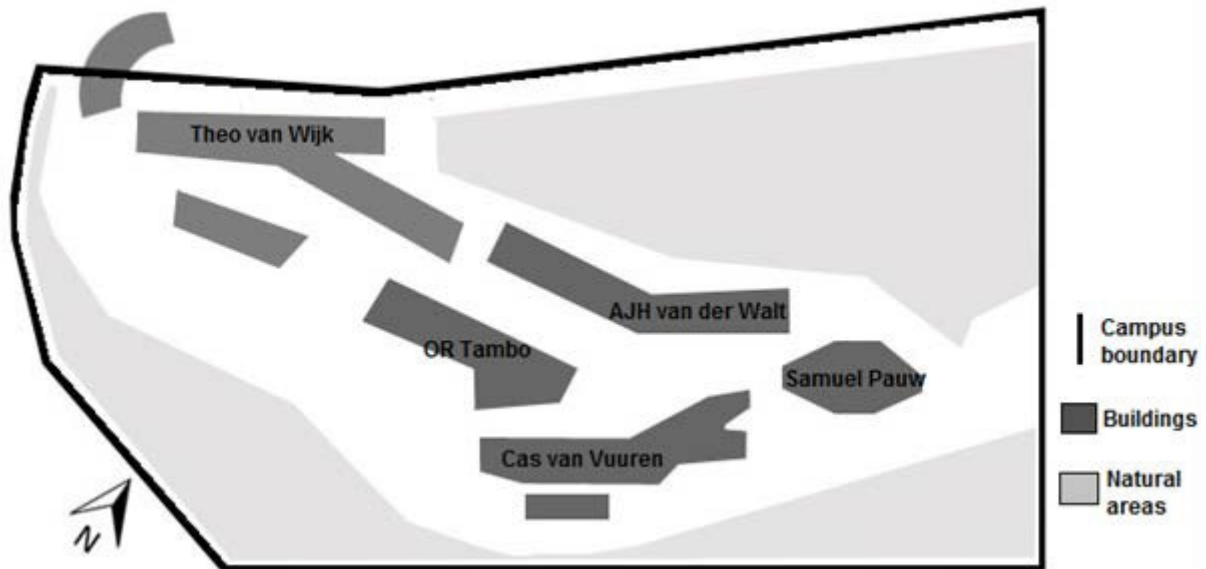 Theo van Wijk
AJH van der Walt
OR Tambo
Samuel Pauw
Cas van Vuuren
Campus
boundary
Buildings
Natural
areas
N